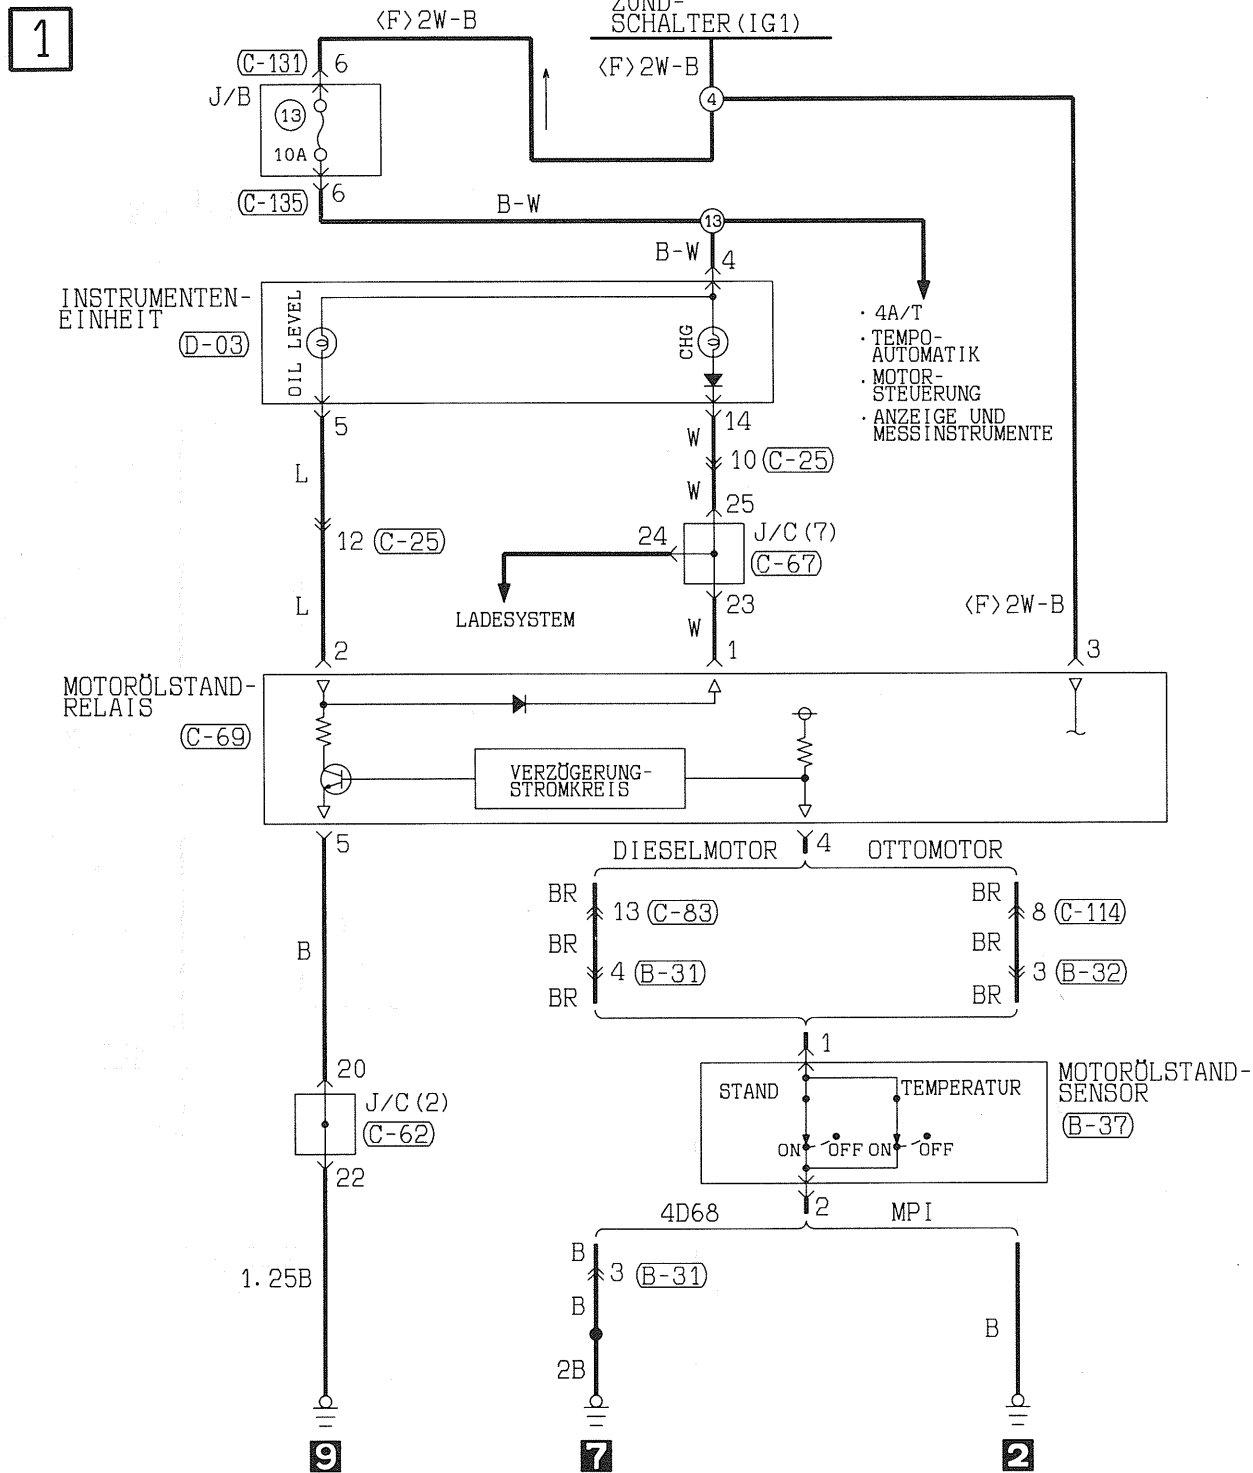 1
ZÜND-
SCHALTER(IG1)
〈F〉2W-B
〈F〉2W-B
(C-131) 6
4
J/B
13
10A
(C-135) 6
B-W
13
B-W
4
INSTRUMENTEN-
EINHEIT
(D-03)
OIL LEVEL
CHG
· 4A/T
· TEMPO-
AUTOMATIK
· MOTOR-
STEUERUNG
· ANZEIGE UND
MESSINSTRUMENTE
5
14
W
10 (C-25)
L
W
25
12 (C-25)
24
J/C(7)
(C-67)
L
LADESYSTEM
23
W
〈F〉2W-B
2
1
3
MOTORÖLSTAND-
RELAIS
(C-69)
VERZÖGERUNG-
STROMKREIS
5
4
DIESELMOTOR
OTTOMOTOR
BR
13 (C-83)
BR
4 (B-31)
BR
BR
8 (C-114)
BR
3 (B-32)
BR
B
1
20
J/C(2)
(C-62)
22
STAND
TEMPERATUR
ON OFF ON OFF
MOTORÖLSTAND-
SENSOR
(B-37)
2
4D68
MPI
B
3 (B-31)
B
1.25B
B
2B
9
7
2